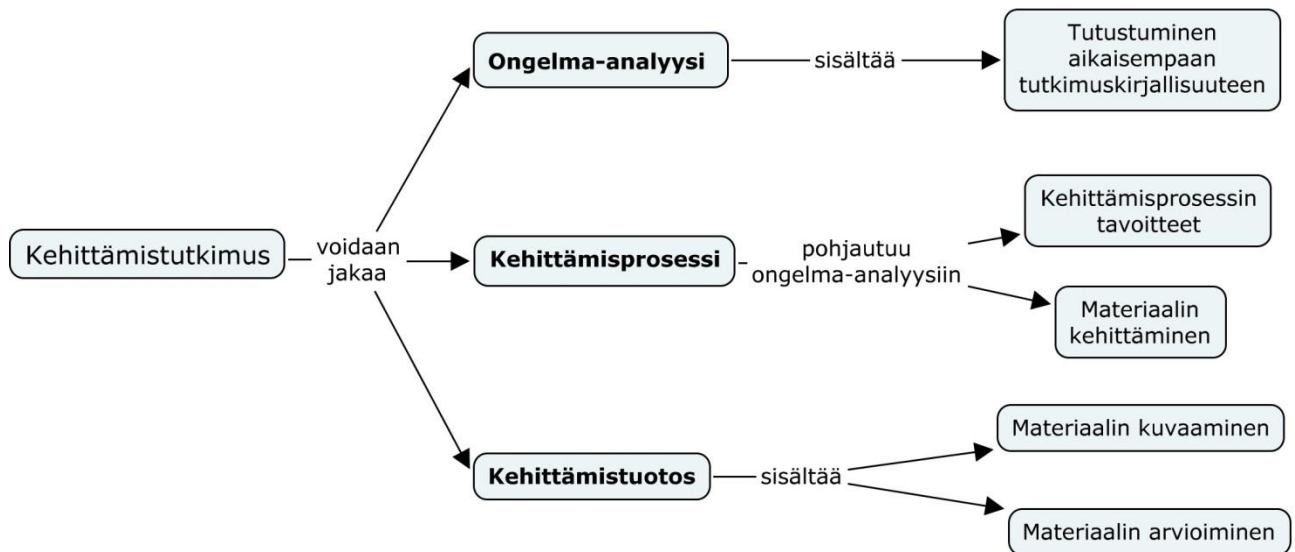 Kehittämistutkimus
voidaan
jakaa
Ongelma-analyysi
sisältää
Tutustuminen
aikaisempaan
tutkimuskirjallisuuteen
Kehittämisprosessi
pohjautuu
ongelma-analyysiin
Kehittämisprosessin
tavoitteet
Materiaalin
kehittäminen
Kehittämistuotos
sisältää
Materiaalin kuvaaminen
Materiaalin arvioiminen